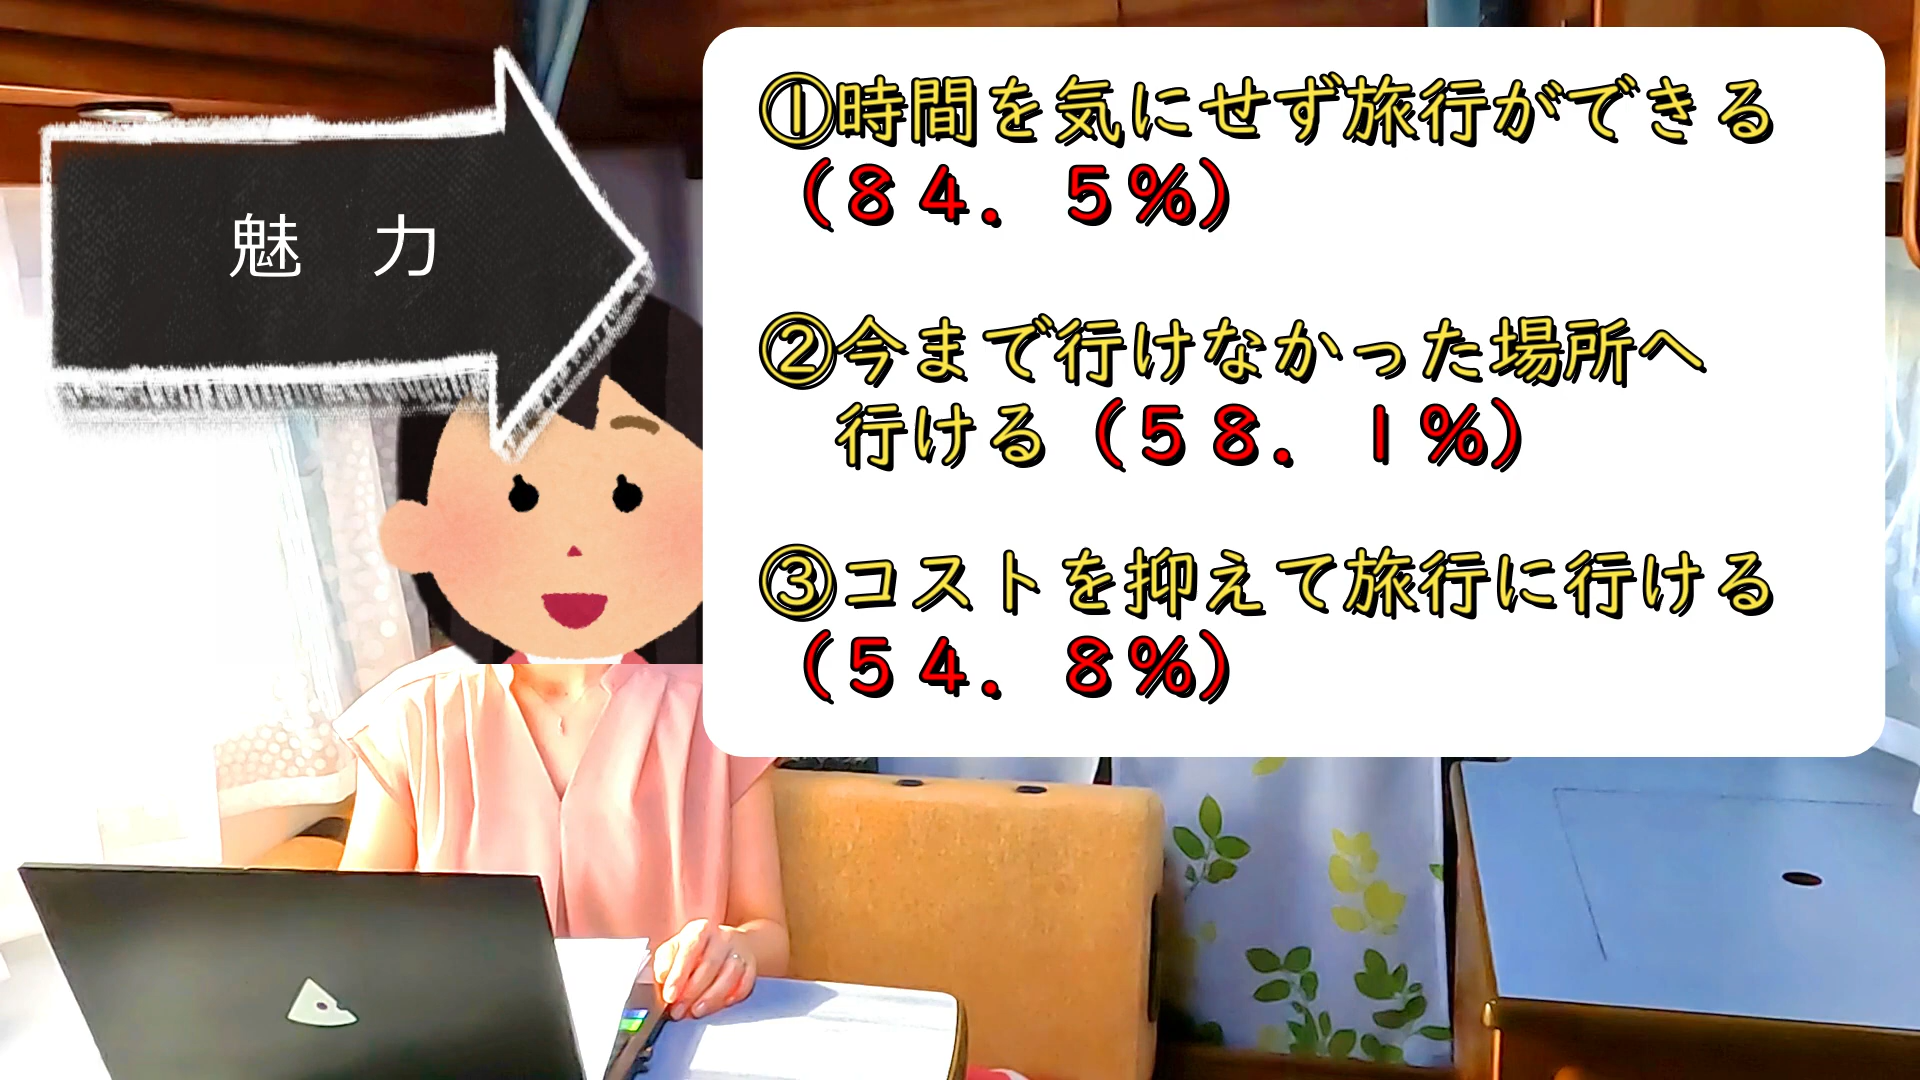 魅　力
①時間を気にせず旅行ができる
（８４．５％）
②今まで行けなかった場所へ
行ける（５８．１％）
③コストを抑えて旅行に行ける
（５４．８％）